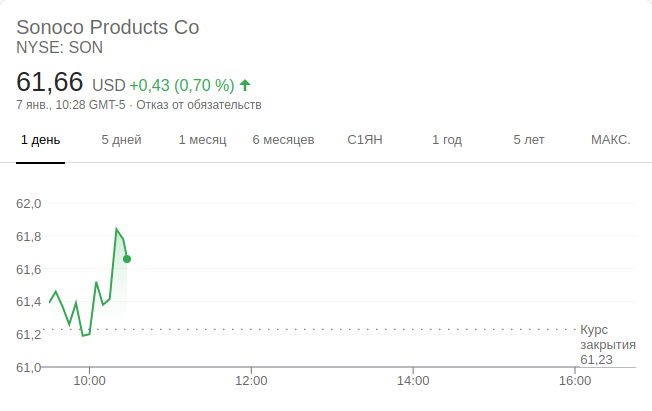 Sonoco Products Co
NYSE: SON
61,66 USD +0,43 (0,70 %)
7 янв., 10:28 GMT-5 · Отказ от обязательств
1 день 5 дней 1 месяц 6 месяцев С1ЯН 1 год 5 лет МАКС.
62,0
61,8
61,6
61,4
61,2
61,0
Курс
закрытия
61,23
10:00 12:00 14:00 16:00